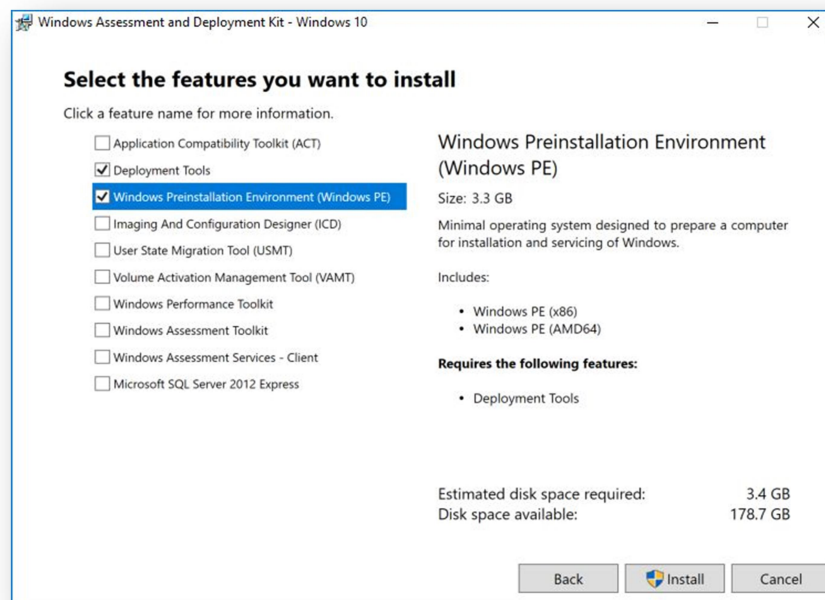 Windows Assessment and Deployment Kit - Windows 10
Select the features you want to install
Click a feature name for more information.
Application Compatibility Toolkit (ACT)
Deployment Tools
Windows Preinstallation Environment (Windows PE)
Imaging And Configuration Designer (ICD)
User State Migration Tool (USMT)
Volume Activation Management Tool (VAMT)
Windows Performance Toolkit
Windows Assessment Toolkit
Windows Assessment Services - Client
Microsoft SQL Server 2012 Express
Windows Preinstallation Environment
(Windows PE)
Size: 3.3 GB
Minimal operating system designed to prepare a computer
for installation and servicing of Windows.
Includes:
• Windows PE (x86)
• Windows PE (AMD64)
Requires the following features:
• Deployment Tools
Estimated disk space required: 3.4 GB
Disk space available: 178.7 GB
Back Install Cancel